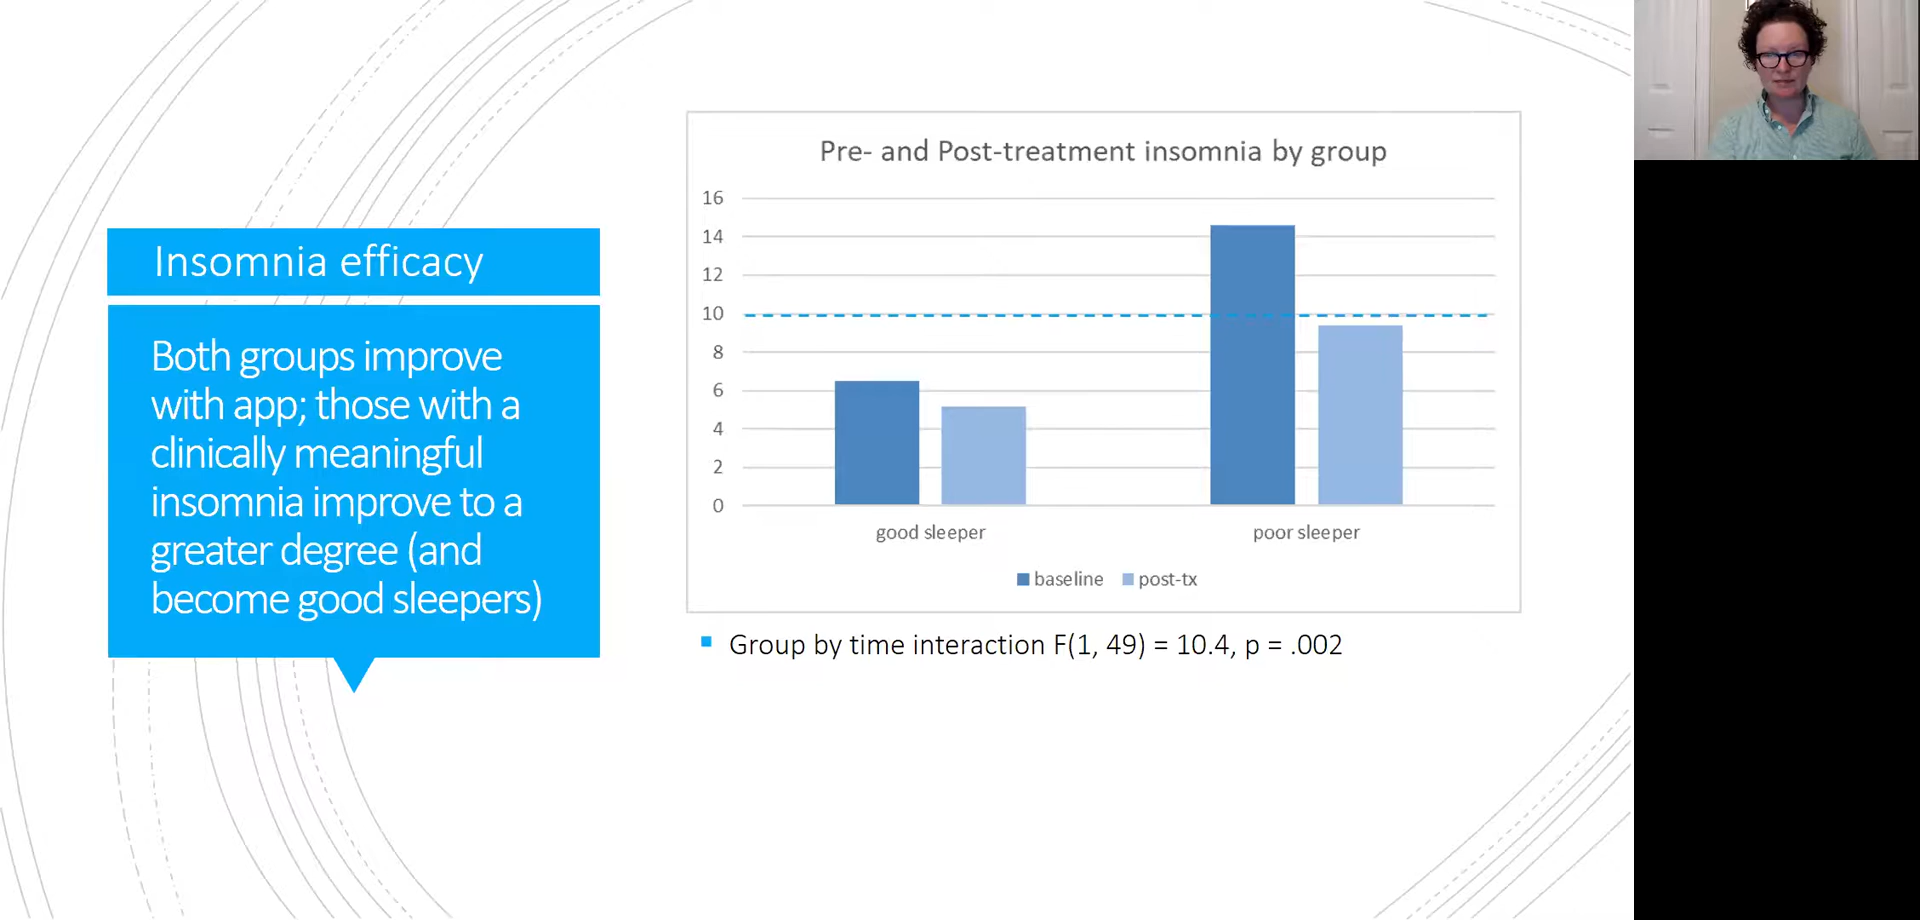 Insomnia efficacy
Both groups improve
with app; those with a
clinically meaningful
insomnia improve to a
greater degree (and
become good sleepers)
Pre- and Post-treatment insomnia by group
16
14
12
10
8
6
4
2
0
good sleeper poor sleeper
baseline post-tx
Group by time interaction F(1, 49) = 10.4, p = .002